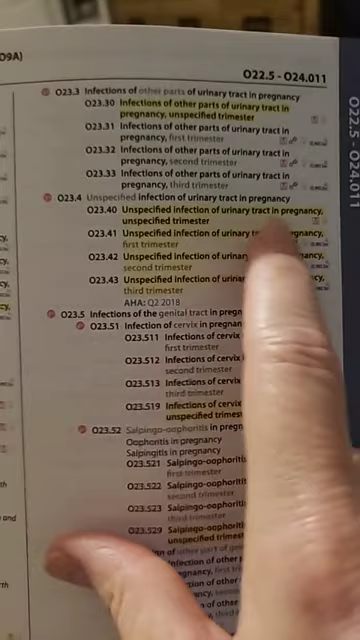 O22.5 - O24.011
O23.3 Infections of other parts of urinary tract in pregnancy
O23.30 Infections of other parts of urinary tract in
pregnancy, unspecified trimester
O23.31 Infections of other parts of urinary tract in
pregnancy, first trimester
O23.32 Infections of other parts of urinary tract in
pregnancy, second trimester
O23.33 Infections of other parts of urinary tract in
pregnancy, third trimester
O23.4 Unspecified infection of urinary tract in pregnancy
O23.40 Unspecified infection of urinary tract in pregnancy,
unspecified trimester
O23.41 Unspecified infection of urinary
first trimester
O23.42 Unspecified infection of urinary
second trimester
O23.43 Unspecified infection of urinar
third trimester
AHA: Q2 2018
O23.5 Infections of the genital tract in pregn
O23.51 Infection of cervix in pregnan
O23.511 Infections of cervix
first trimester
O23.512 Infections of cervix
second trimester
O23.513 Infections of cervix
third trimester
O23.519 Infections of cervix
unspecified trimes
O23.52 Salpingo-oophoritis in pregn
Oophoritis in pregnancy
Salpingitis in pregnancy
O23.521 Salpingo-oophoriti
first trimester
O23.522 Salpingo-oophoriti
second trimester
O23.523 Salpingo-oophoriti
third trimester
O23.529 Salpingo-oophoriti
unspecified trimes
O22.5 - O24.011